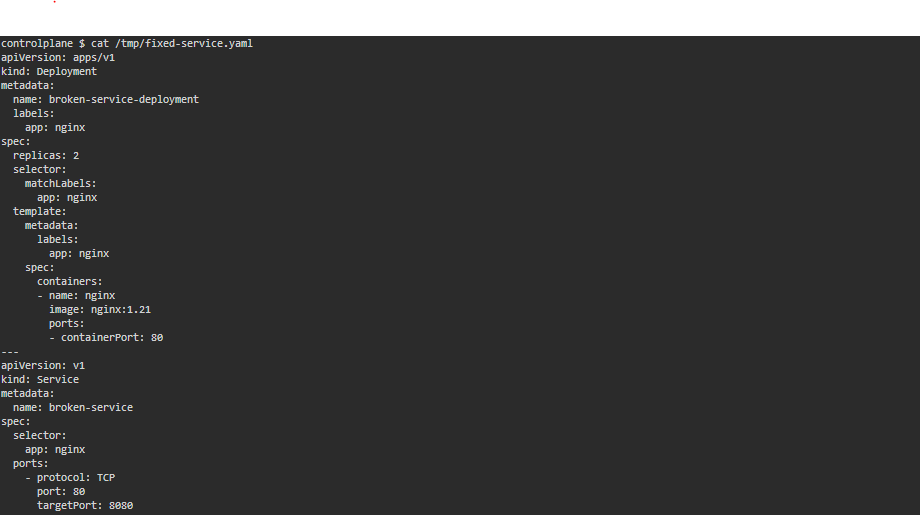 controlplane $ cat /tmp/fixed-service.yaml
apiVersion: apps/v1
kind: Deployment
metadata:
  name: broken-service-deployment
  labels:
    app: nginx
spec:
  replicas: 2
  selector:
    matchLabels:
      app: nginx
  template:
    metadata:
      labels:
        app: nginx
    spec:
      containers:
      - name: nginx
        image: nginx:1.21
        ports:
        - containerPort: 80
---
apiVersion: v1
kind: Service
metadata:
  name: broken-service
spec:
  selector:
    app: nginx
  ports:
    - protocol: TCP
      port: 80
      targetPort: 8080